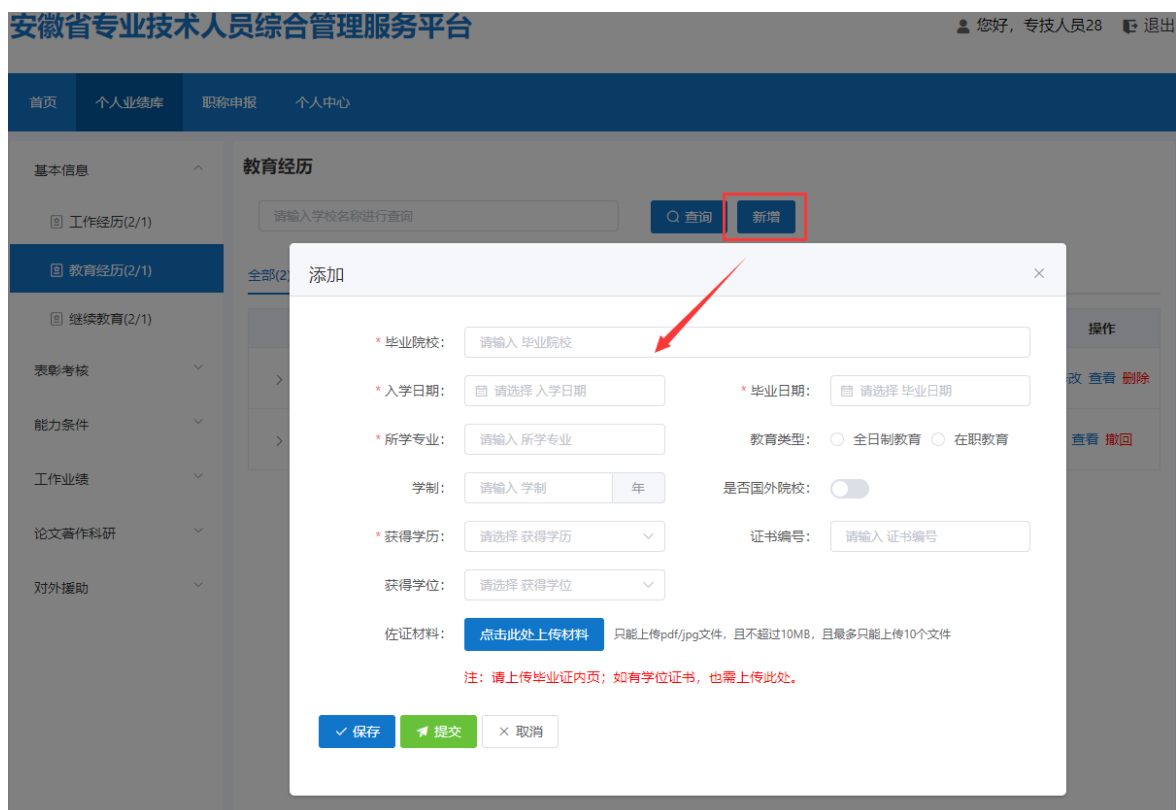 安徽省专业技术人员综合管理服务平台
您好，专技人员28 退出
首页 个人业绩库 职称申报 个人中心
基本信息
工作经历(2/1)
教育经历(2/1)
继续教育(2/1)
表彰考核
能力条件
工作业绩
论文著作科研
对外援助
教育经历
请输入学校名称进行查询 查询 新增
全部(2)
操作
改 查看 删除
查看 撤回
添加
* 毕业院校： 请输入 毕业院校
* 入学日期： 请选择 入学日期 * 毕业日期： 请选择 毕业日期
* 所学专业： 请输入 所学专业 教育类型： 全日制教育 在职教育
学制： 请输入 学制 年 是否国外院校：
* 获得学历： 请选择 获得学历 证书编号： 请输入 证书编号
获得学位： 请选择 获得学位
佐证材料： 点击此处上传材料 只能上传pdf/jpg文件，且不超过10MB，且最多只能上传10个文件
注：请上传毕业证内页；如有学位证书，也需上传此处。
保存 提交 取消